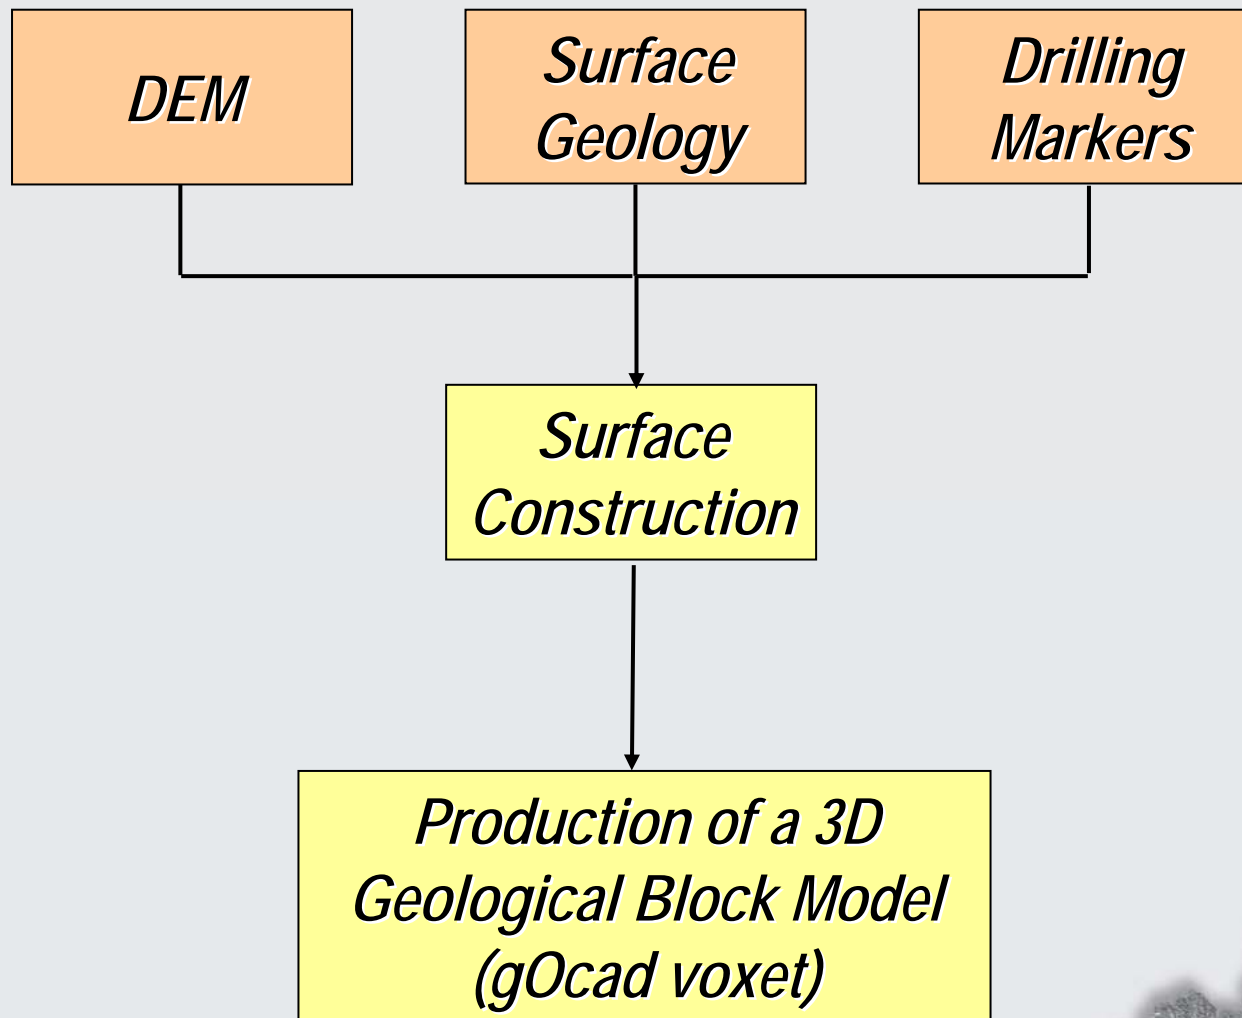 DEM
Surface
Geology
Drilling
Markers
Surface
Construction
Production of a 3D
Geological Block Model
(gOcad voxet)